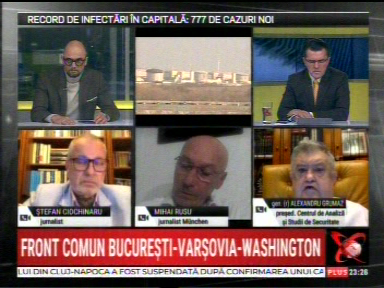 RECORD DE INFECTĂRI ÎN CAPITALĂ: 777 DE CAZURI NOI
ȘTEFAN CIOCHINARU
jurnalist
MIHAI RUSU
jurnalist München
gen (r) ALEXANDRU GRUMAZ
președ. Centrul de Analiză
și Studii de Securitate
FRONT COMUN BUCUREȘTI-VARȘOVIA-WASHINGTON
LUI DIN CLUJ-NAPOCA A FOST SUSPENDATĂ DUPĂ CONFIRMAREA UNUI CA
PLUS 23:26